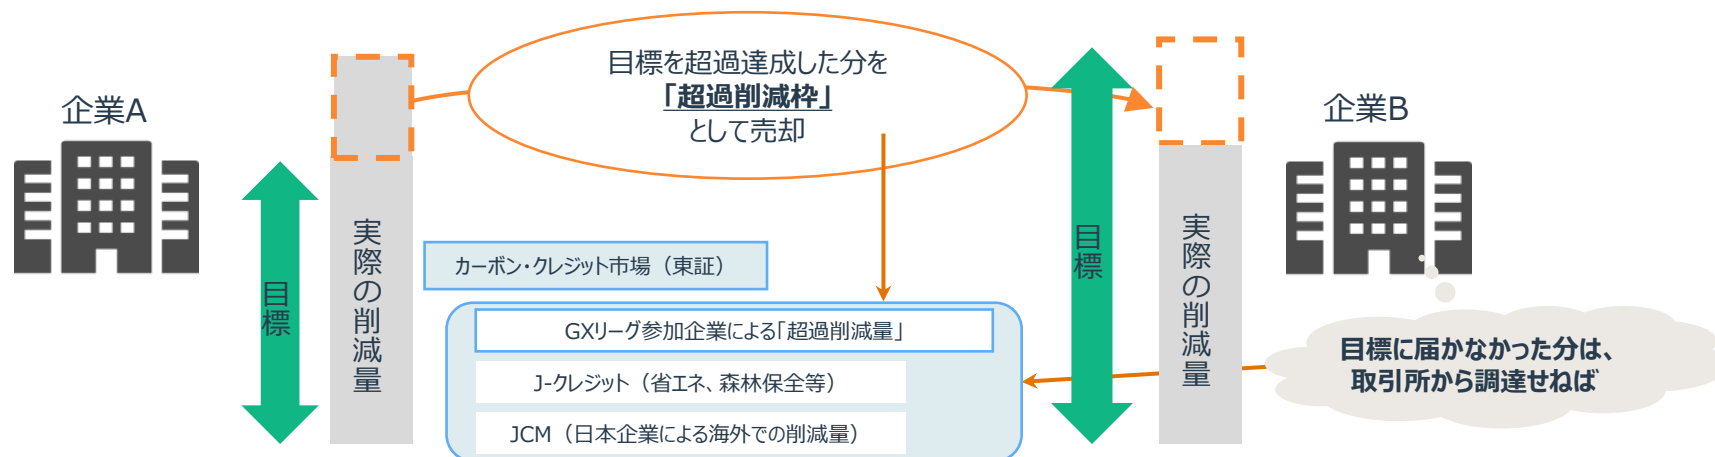 企業A
目標
実際の削減量
目標を超過達成した分を
「超過削減枠」
として売却
カーボン・クレジット市場（東証）
GXリーグ参加企業による「超過削減量」
J-クレジット（省エネ、森林保全等）
JCM（日本企業による海外での削減量）
目標
実際の削減量
企業B
目標に届かなかった分は、
取引所から調達せねば